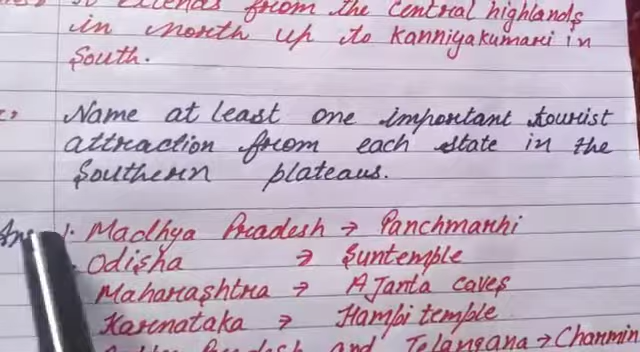 It extends from the central highlands
in north up to Kanniyakumari in
South.
Name at least one important tourist
attraction from each state in the
Southern plateaus.
Ans 1. Madhya Pradesh → Panchmarhi
Odisha → Suntemple
Maharashtra → Ajanta caves
Karnataka → Hampi temple
Pradesh and Telangana → Charmin